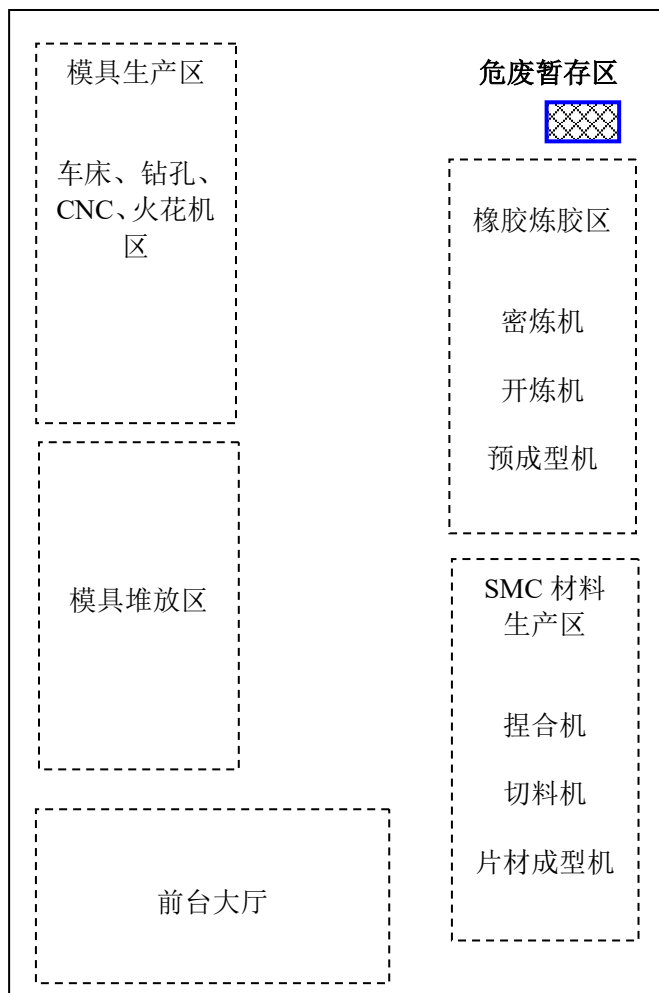 模具生产区
车床、钻孔、
CNC、火花机
区
模具堆放区
前台大厅
危废暂存区
橡胶炼胶区
密炼机
开炼机
预成型机
SMC 材料
生产区
捏合机
切料机
片材成型机